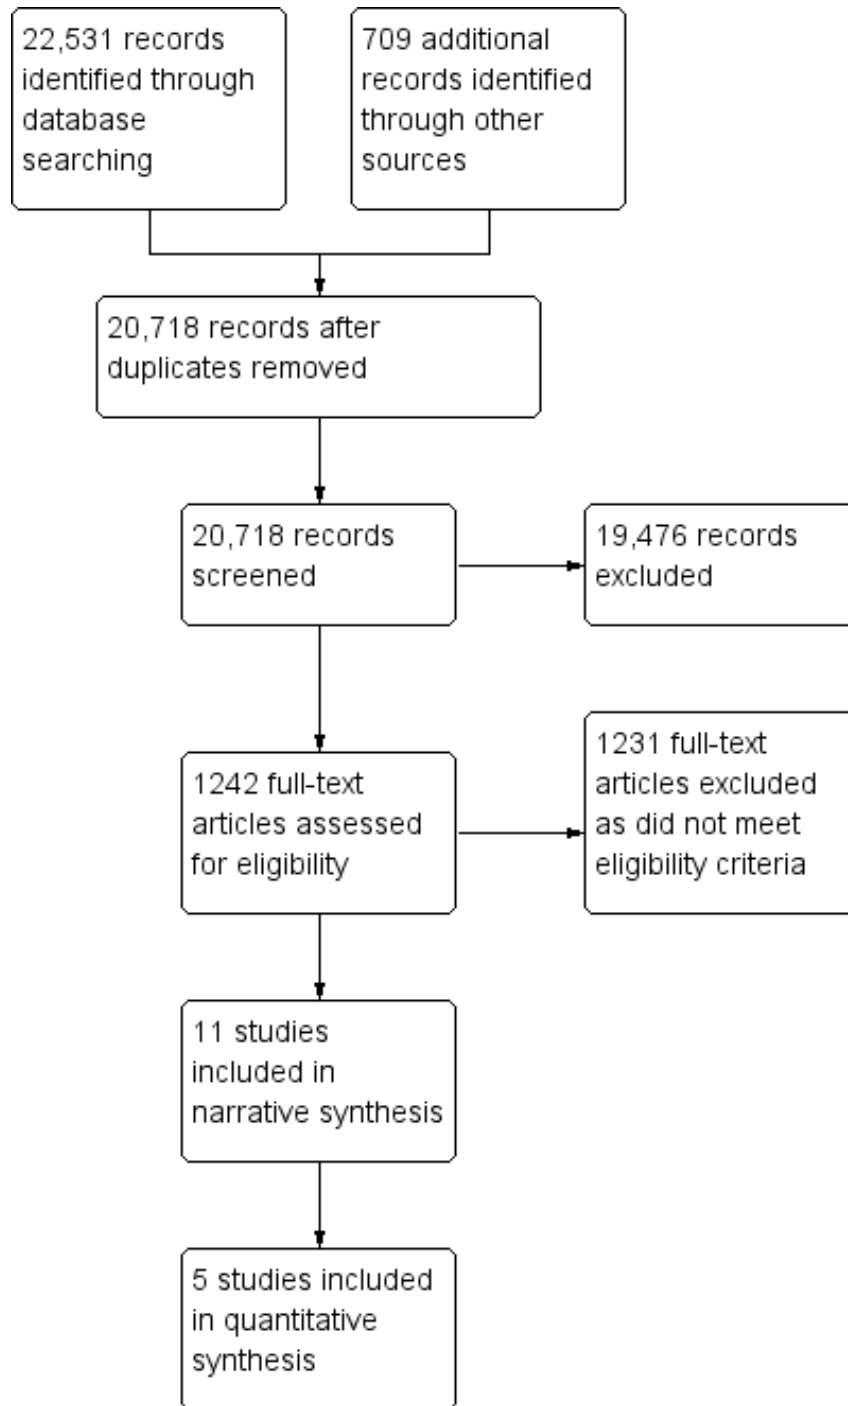 22,531 records
identified through
database
searching
709 additional
records identified
through other
sources
20,718 records after
duplicates removed
20,718 records
screened
19,476 records
excluded
1242 full-text
articles assessed
for eligibility
1231 full-text
articles excluded
as did not meet
eligibility criteria
11 studies
included in
narrative synthesis
5 studies included
in quantitative
synthesis